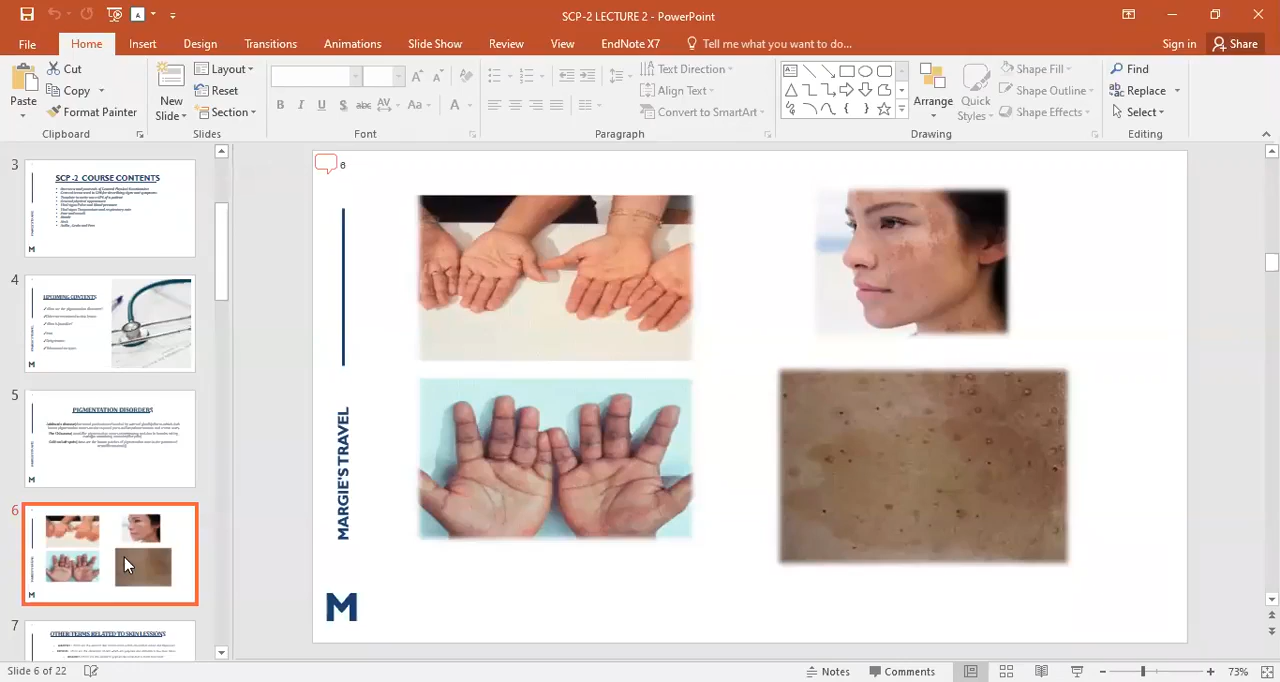 SCP-2 LECTURE 2 - PowerPoint
File
Home
Insert
Design
Transitions
Animations
Slide Show
Review
View
EndNote X7
Tell me what you want to do...
Sign in
Share
Paste
Cut
Copy
Format Painter
Clipboard
New
Slide
Layout
Reset
Section
Slides
B I U S abc AV Aa A
Font
Text Direction
Align Text
Convert to SmartArt
Paragraph
Arrange
Quick
Styles
Shape Fill
Shape Outline
Shape Effects
Drawing
Find
Replace
Select
Editing
3
SCP -2 COURSE CONTENTS
M
4
UPCOMING CONTENTS
M
5
PIGMENTATION DISORDERS
M
6
M
7
OTHER TERMS RELATED TO SKIN LESSIONS
6
MARGIE'S TRAVEL
M
Slide 6 of 22
Notes
Comments
73%